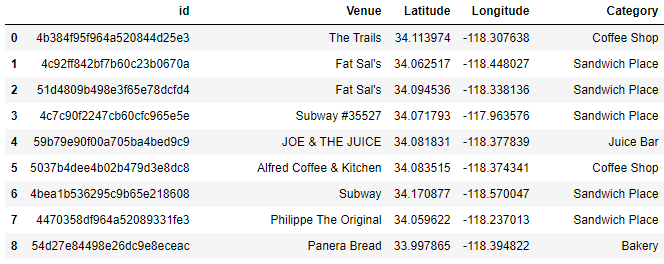 id Venue Latitude Longitude Category
0 4b384f95f964a520844d25e3 The Trails 34.113974 -118.307638 Coffee Shop
1 4c92ff842bf7b60c23b0670a Fat Sal's 34.062517 -118.448027 Sandwich Place
2 51d4809b498e3f65e78dcfd4 Fat Sal's 34.094536 -118.338136 Sandwich Place
3 4c7c90f2247cb60cfc965e5e Subway #35527 34.071793 -117.963576 Sandwich Place
4 59b79e90f00a705ba4bed9c9 JOE & THE JUICE 34.081831 -118.377839 Juice Bar
5 5037b4dee4b02b479d3e8dc8 Alfred Coffee & Kitchen 34.083515 -118.374341 Coffee Shop
6 4bea1b536295c9b65e218608 Subway 34.170877 -118.570047 Sandwich Place
7 4470358df964a52089331fe3 Philippe The Original 34.059622 -118.237013 Sandwich Place
8 54d27e84498e26dc9e8eceac Panera Bread 33.997865 -118.394822 Bakery